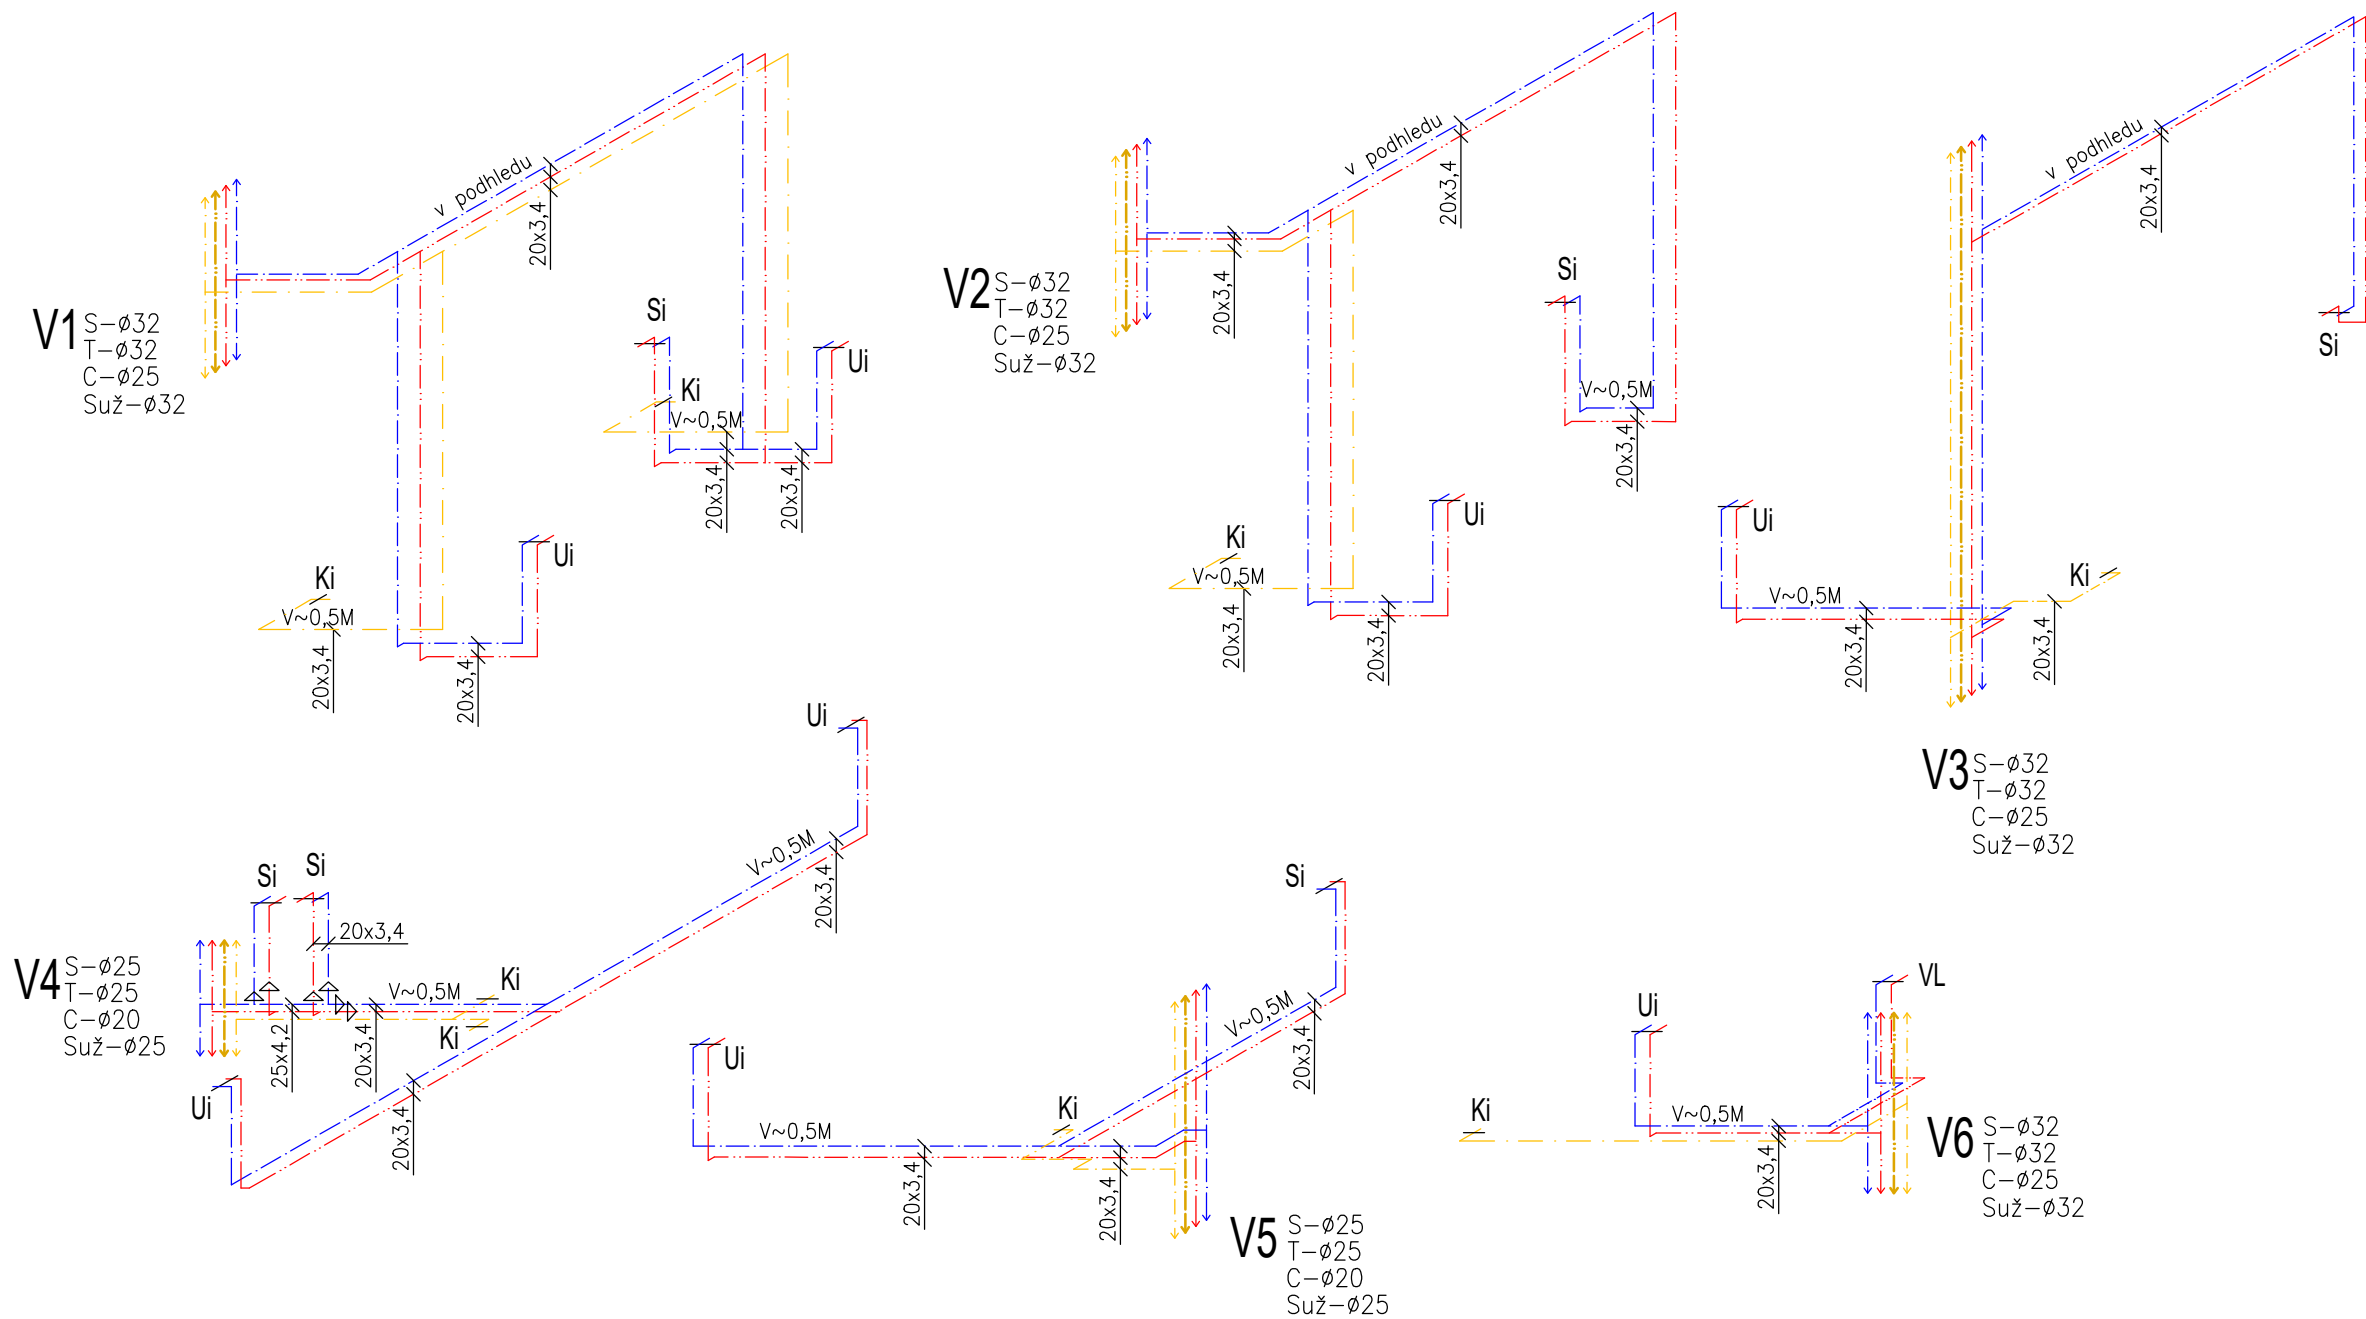 V1
S-ø32
T-ø32
C-ø25
Suž-ø32
v podhledu
20x3,4
Si
Ki
V~0,5M
Ui
20x3,4
20x3,4
Ui
Ki
V~0,5M
20x3,4
20x3,4
V2
S-ø32
T-ø32
C-ø25
Suž-ø32
v podhledu
20x3,4
20x3,4
Si
V~0,5M
20x3,4
Ui
Ki
V~0,5M
20x3,4
20x3,4
v podhledu
20x3,4
Si
Ui
V~0,5M
20x3,4
Ki
20x3,4
V3
S-ø32
T-ø32
C-ø25
Suž-ø32
Ui
V~0,5M
20x3,4
Si
Si
20x3,4
V4
S-ø25
T-ø25
C-ø20
Suž-ø25
V~0,5M
Ki
Ki
25x4,2
20x3,4
Ui
20x3,4
Si
V~0,5M
20x3,4
Ui
V~0,5M
Ki
20x3,4
20x3,4
V5
S-ø25
T-ø25
C-ø20
Suž-ø25
VL
Ui
Ki
V~0,5M
20x3,4
V6
S-ø32
T-ø32
C-ø25
Suž-ø32